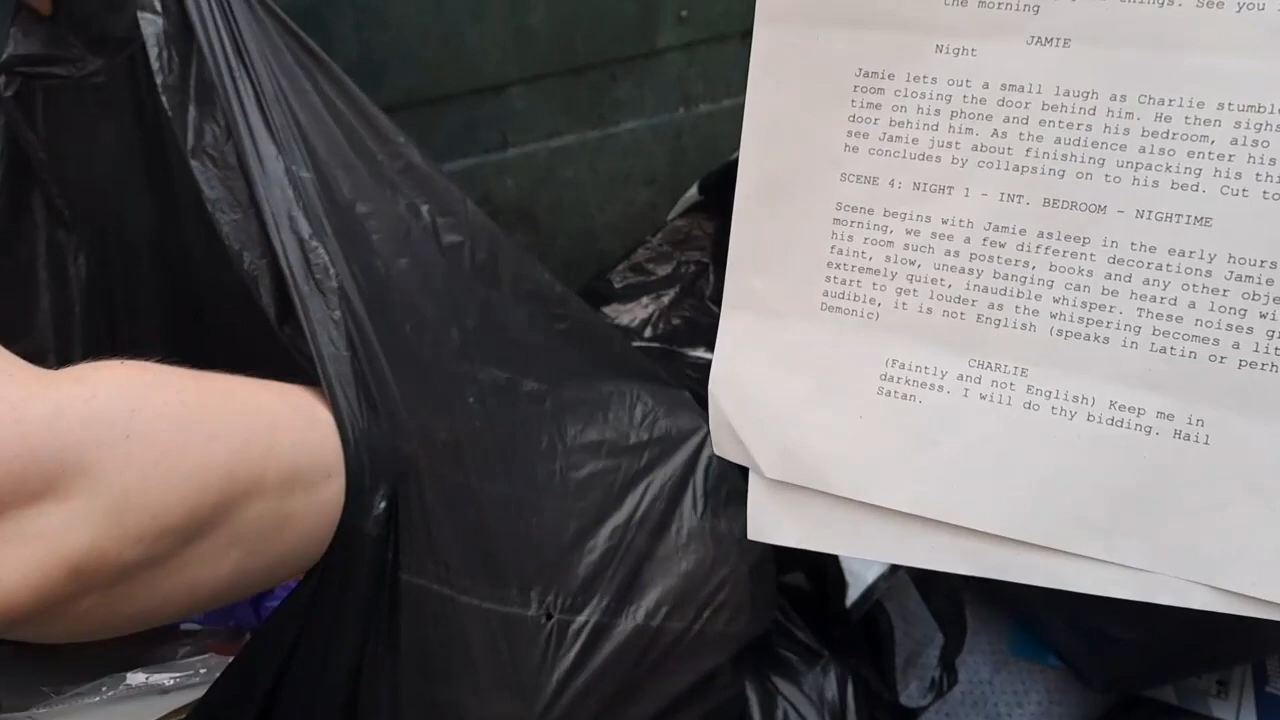 things. See you
the morning
JAMIE
Night
Jamie lets out a small laugh as Charlie
room closing the door behind him. He then sighs
time on his phone and enters his bedroom, also
door behind him. As the audience also enter his
see Jamie just about finishing unpacking his
he concludes by collapsing on to his bed. Cut to
SCENE 4: NIGHT 1 - INT. BEDROOM - NIGHTIME
Scene begins with Jamie asleep in the early hours
morning, we see a few different decorations Jamie
his room such as posters, books and any other
faint, slow, uneasy banging can be heard a long
extremely quiet, inaudible whisper. These noises
start to get louder as the whispering becomes a
audible, it is not English (speaks in Latin or
Demonic)
CHARLIE
(Faintly and not English) Keep me in
darkness. I will do thy bidding. Hail
Satan.